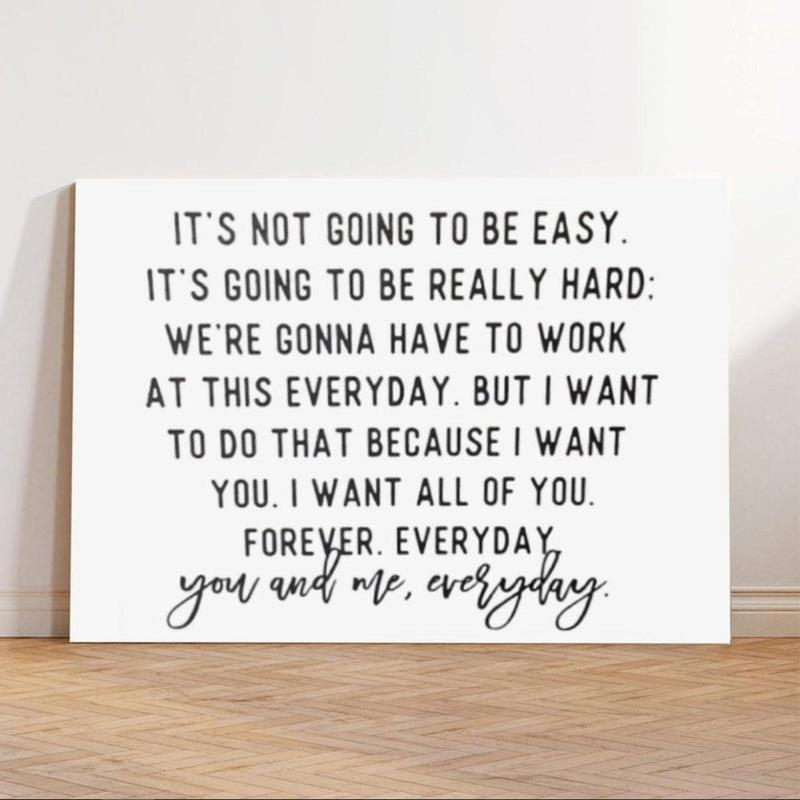 IT'S NOT GOING TO BE EASY.
IT'S GOING TO BE REALLY HARD:
WE'RE GONNA HAVE TO WORK
AT THIS EVERYDAY. BUT I WANT
TO DO THAT BECAUSE I WANT
YOU. I WANT ALL OF YOU.
FOREVER. EVERYDAY.
you and me, everyday.